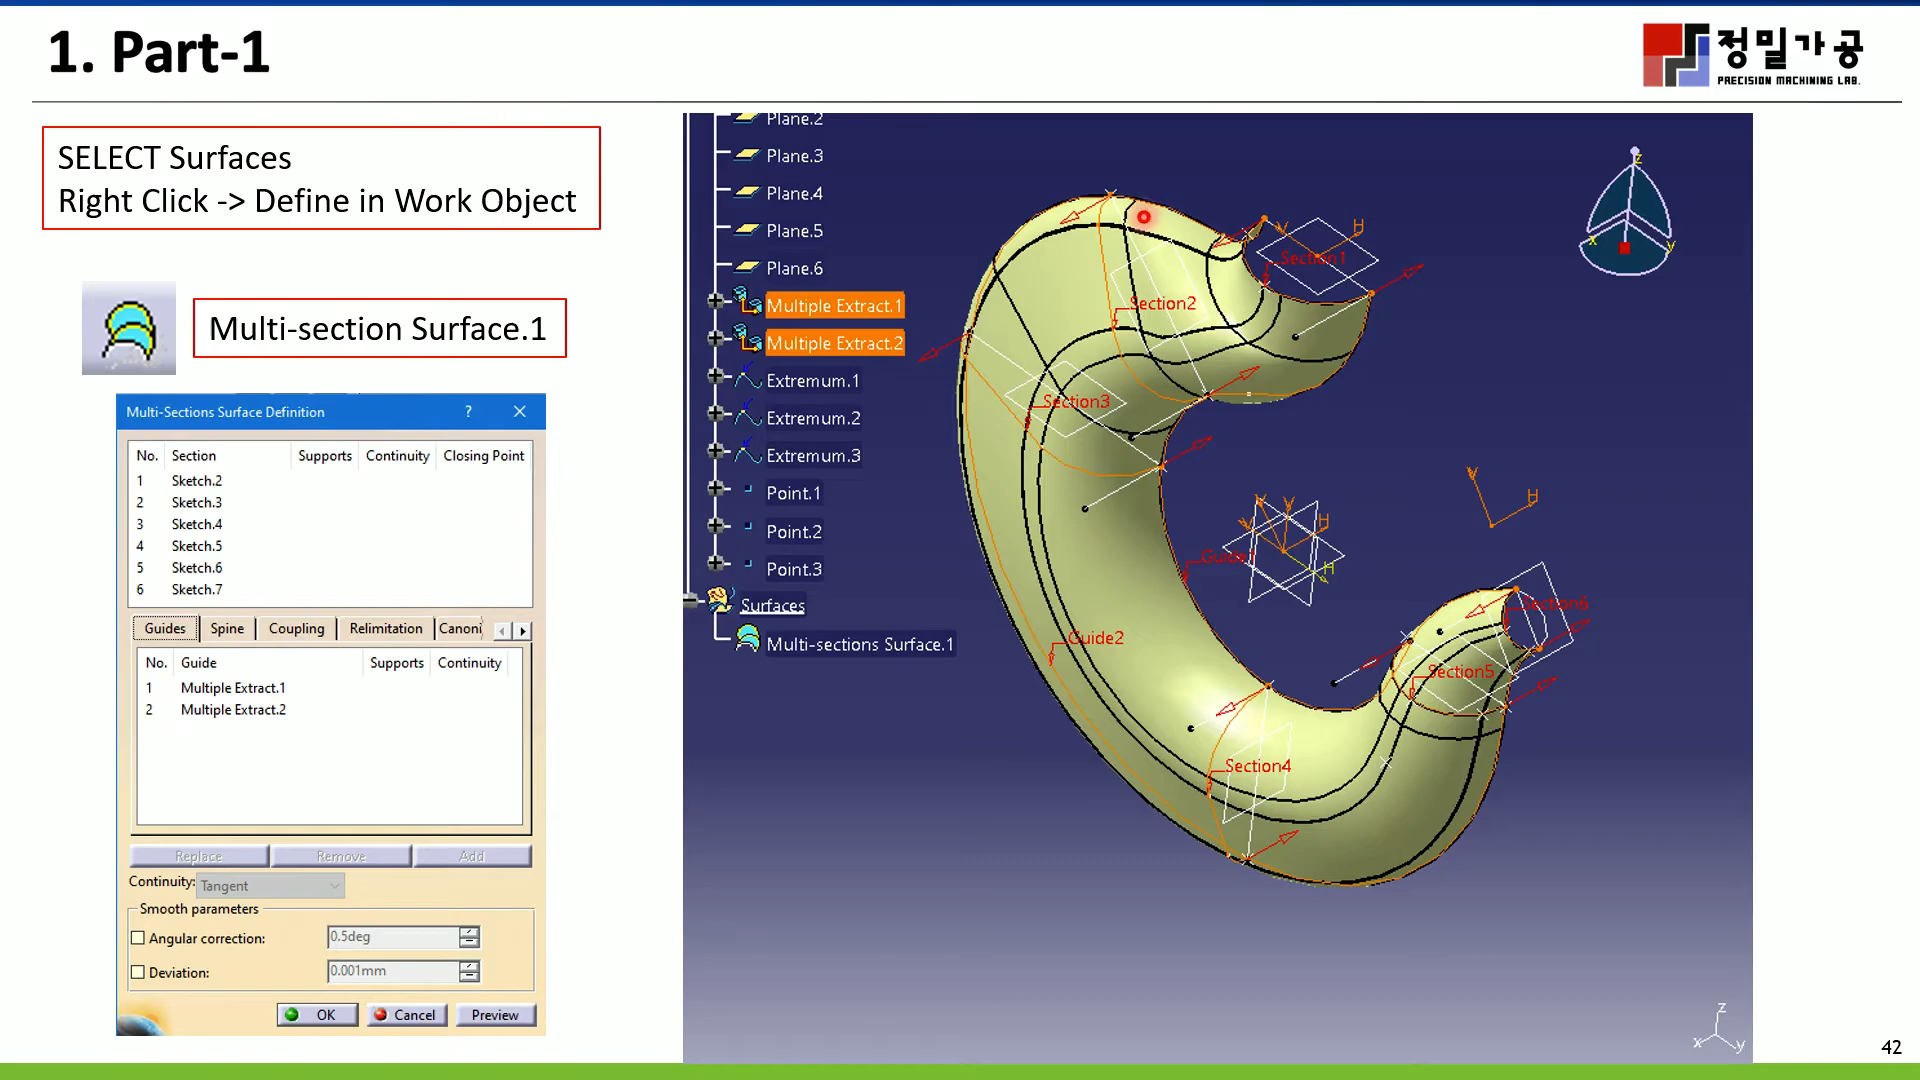 1. Part-1
정밀가공
PRECISION MACHINING LAB.
SELECT Surfaces
Right Click -> Define in Work Object
Multi-section Surface.1
Multi-Sections Surface Definition ?
No. Section Supports Continuity Closing Point
1 Sketch.2
2 Sketch.3
3 Sketch.4
4 Sketch.5
5 Sketch.6
6 Sketch.7
Guides Spine Coupling Relimitation Canoni
No. Guide Supports Continuity
1 Multiple Extract.1
2 Multiple Extract.2
Replace Remove Add
Continuity: Tangent
Smooth parameters
Angular correction: 0.5deg
Deviation: 0.001mm
OK Cancel Preview
Plane.2
Plane.3
Plane.4
Plane.5
Plane.6
Multiple Extract.1
Multiple Extract.2
Extremum.1
Extremum.2
Extremum.3
Point.1
Point.2
Point.3
Surfaces
Multi-sections Surface.1
Section1
Section2
Section3
Guide1
Guide2
Section6
Section5
Section4
V H
V H
V V V H
H
z
x y
z
x y
42